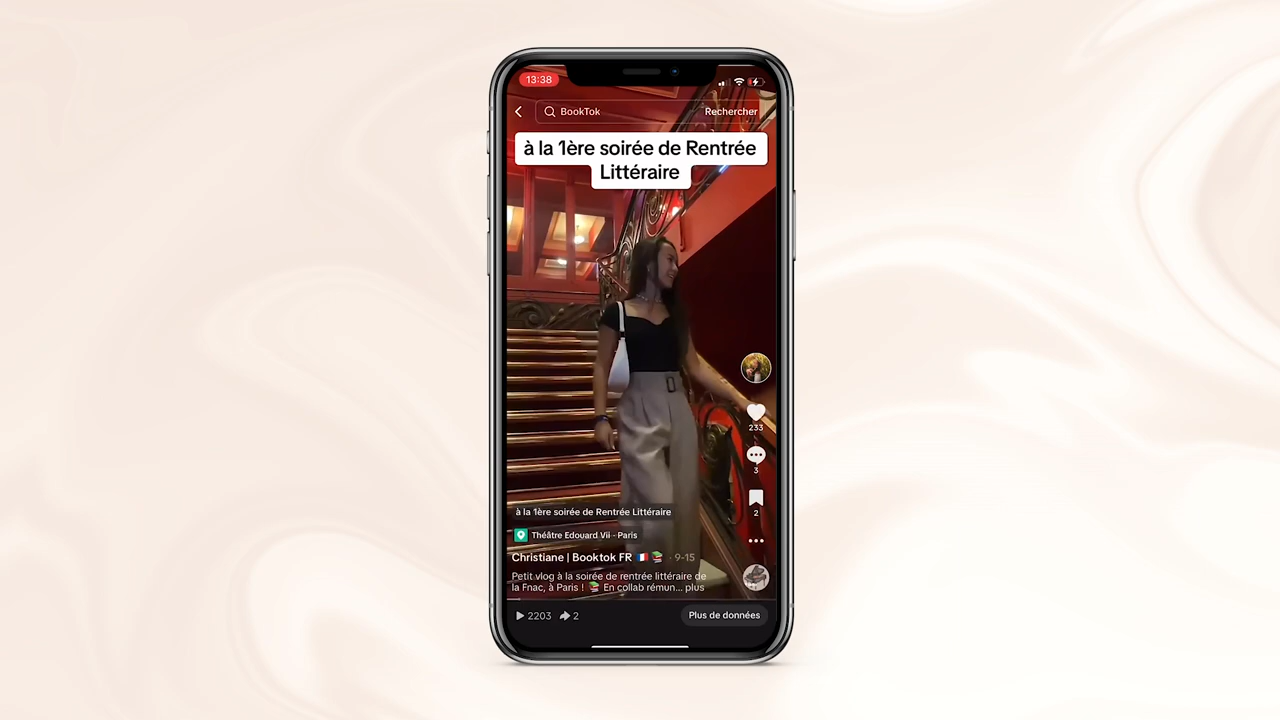 13:38
BookTok
Rechercher
à la 1ère soirée de Rentrée
Littéraire
233
3
2
à la 1ère soirée de Rentrée Littéraire
Théâtre Edouard Vii - Paris
Christiane | Booktok FR 🇫🇷 📚 · 9-15
Petit vlog à la soirée de rentrée littéraire de
la Fnac, à Paris ! 📚 En collab rémun... plus
2203
2
Plus de données